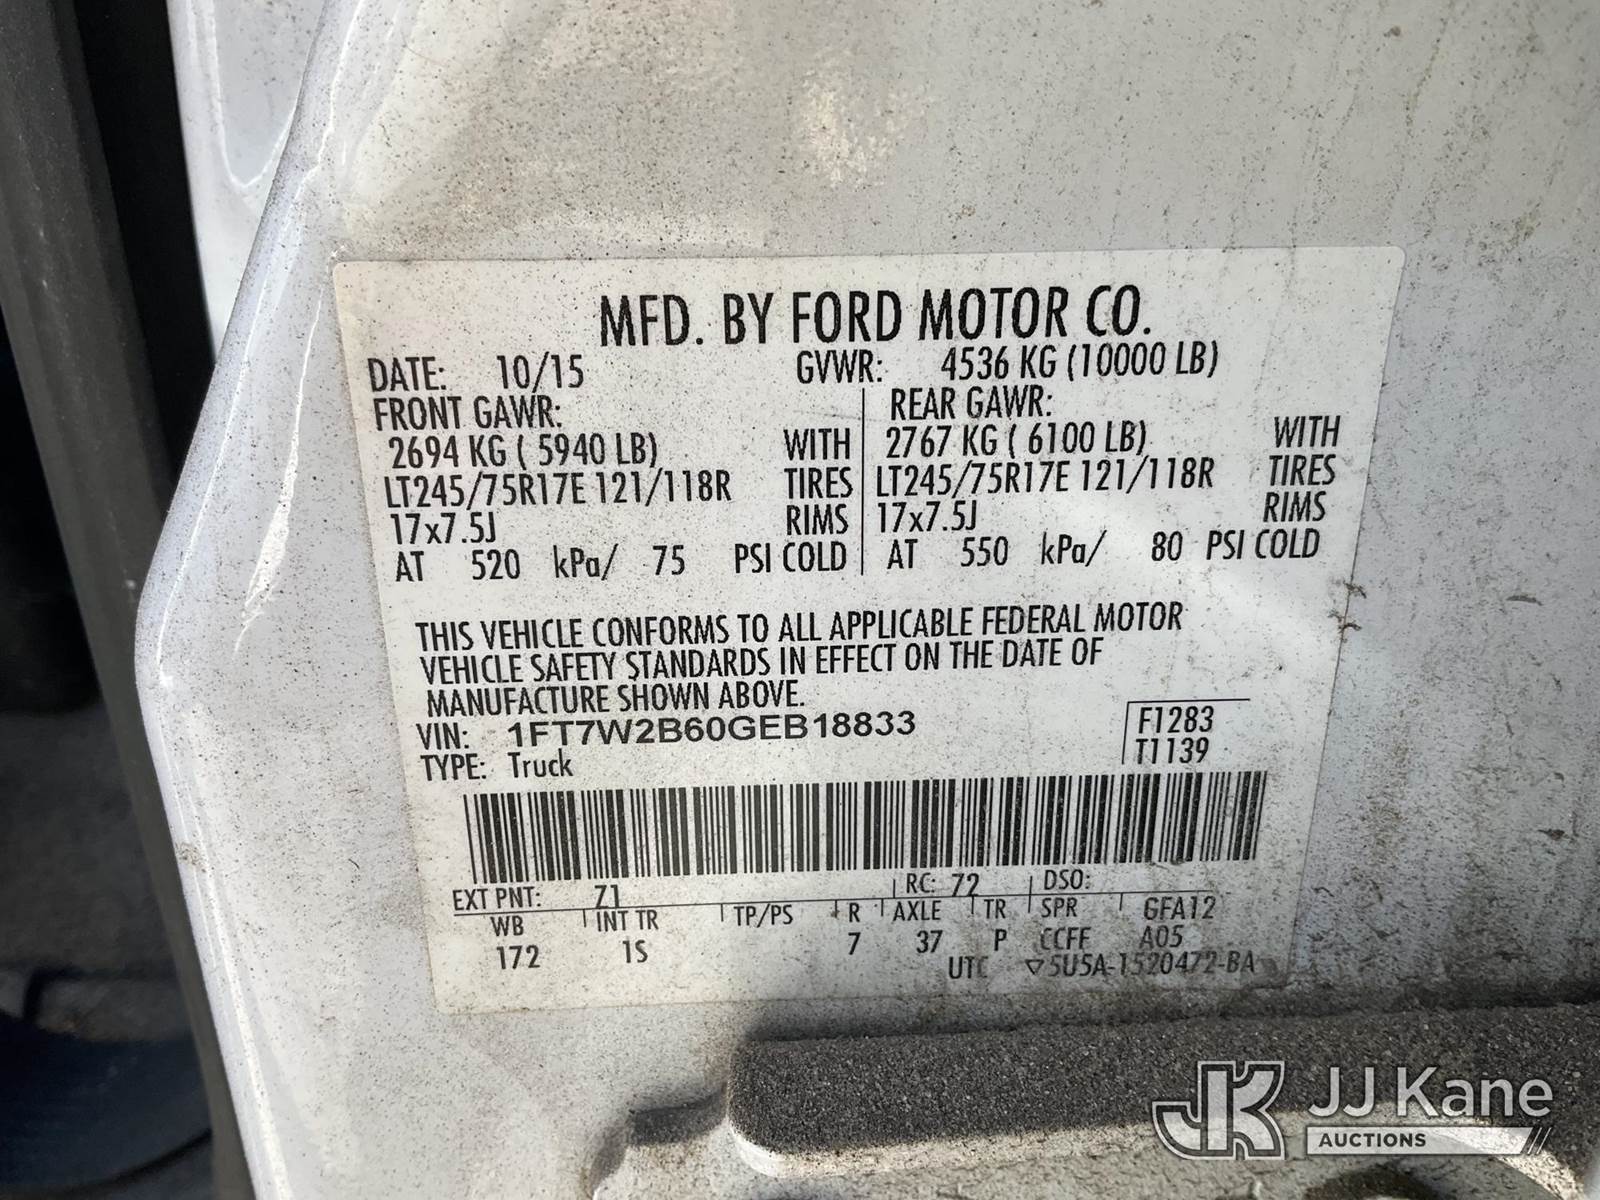 MFD. BY FORD MOTOR CO.
DATE: 10/15 GVWR: 4536 KG (10000 LB)
FRONT GAWR: REAR GAWR:
2694 KG ( 5940 LB) WITH 2767 KG ( 6100 LB) WITH
LT245/75R17E 121/118R TIRES LT245/75R17E 121/118R TIRES
17x7.5J RIMS 17x7.5J RIMS
AT 520 kPa/ 75 PSI COLD AT 550 kPa/ 80 PSI COLD
THIS VEHICLE CONFORMS TO ALL APPLICABLE FEDERAL MOTOR
VEHICLE SAFETY STANDARDS IN EFFECT ON THE DATE OF
MANUFACTURE SHOWN ABOVE.
VIN: 1FT7W2B60GEB18833 F1283
TYPE: Truck T1139
EXT PNT: Z1 RC: 72 DSO:
WB INT TR TP/PS R AXLE TR SPR GFA12
172 1S 7 37 P CCFE A05
UTC ▽5U5A-1520472-BA
JK JJ Kane
AUCTIONS